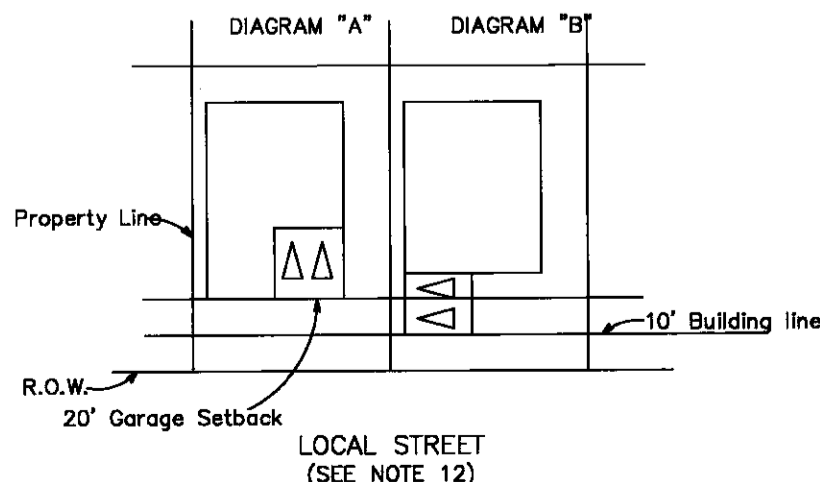 DIAGRAM "A"
DIAGRAM "B"
Property Line
10' Building line
R.O.W.
20' Garage Setback
LOCAL STREET
(SEE NOTE 12)